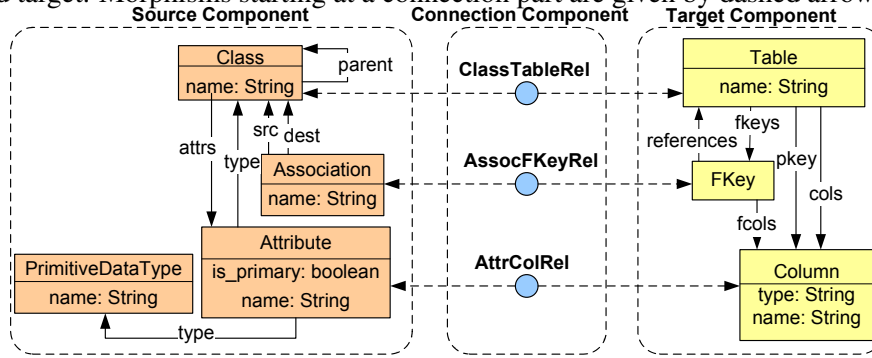 d target. Morphisms starting at a connection part are given by dashed arrow
Source Component
Connection Component
Target Component
Class
name: String
parent
attrs
type
src
dest
Association
name: String
PrimitiveDataType
name: String
Attribute
is_primary: boolean
name: String
type
ClassTableRel
AssocFKeyRel
AttrColRel
Table
name: String
references
fkeys
pkey
cols
FKey
fcols
Column
type: String
name: String